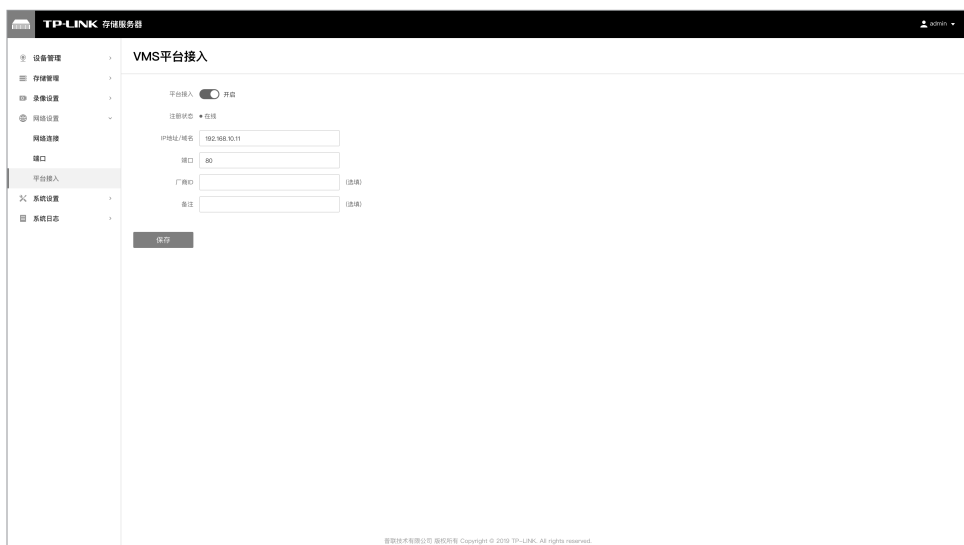 TP-LINK 存储服务器
admin
设备管理
存储管理
录像设置
网络设置
网络连接
端口
平台接入
系统设置
系统日志
VMS平台接入
平台接入 开启
注册状态 在线
IP地址/域名 192.168.10.11
端口 80
厂商ID (选填)
备注 (选填)
保存
普联技术有限公司 版权所有 Copyright © 2019 TP-LINK. All rights reserved.